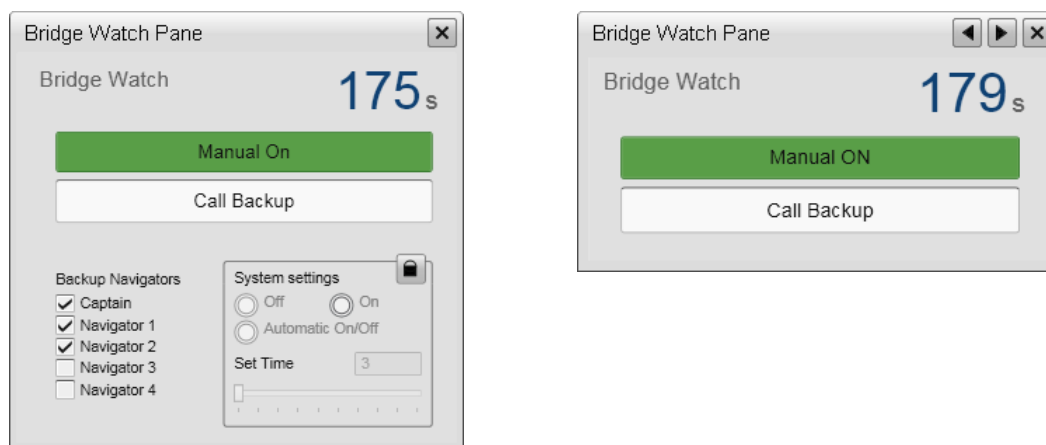 Bridge Watch Pane
Bridge Watch
175 s
Manual On
Call Backup
Backup Navigators
Captain
Navigator 1
Navigator 2
Navigator 3
Navigator 4
System settings
Off On
Automatic On/Off
Set Time 3
Bridge Watch Pane
Bridge Watch
179 s
Manual ON
Call Backup